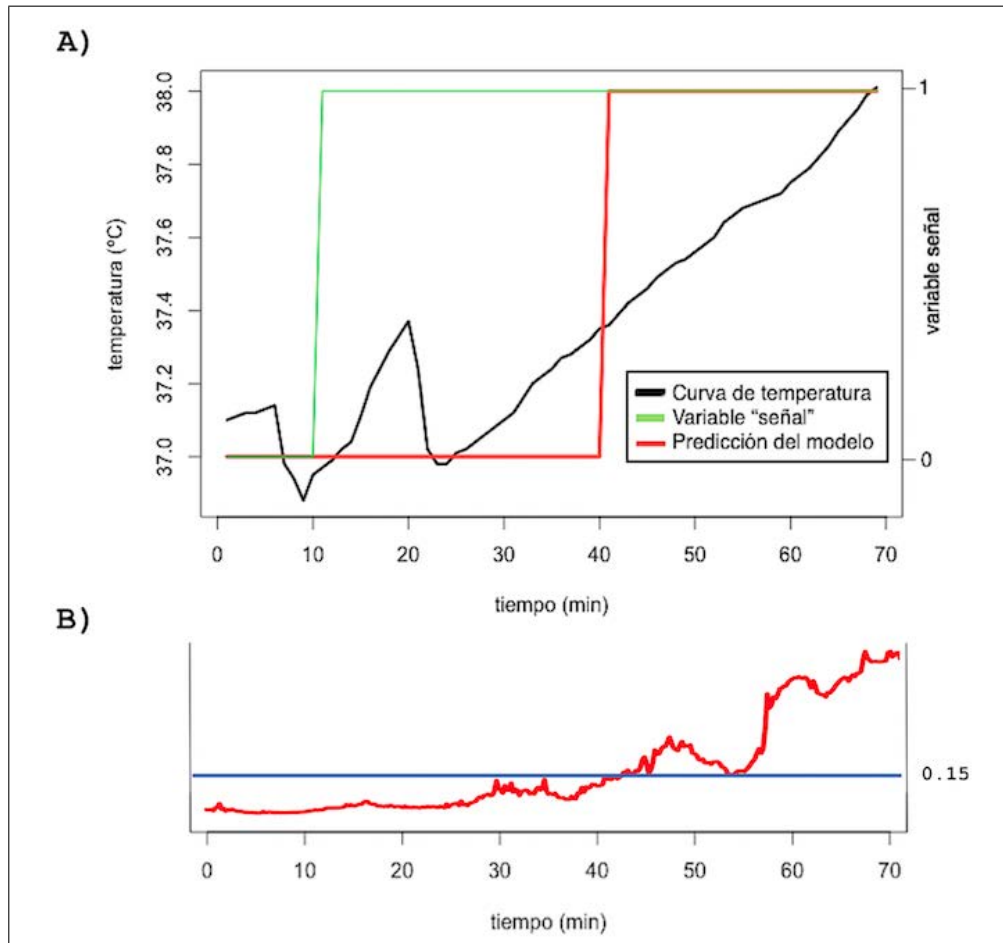 A)
38.0
37.8
37.6
37.4
37.2
37.0
temperatura (°C)
1
0
variable señal
Curva de temperatura
Variable “señal”
Predicción del modelo
0 10 20 30 40 50 60 70
tiempo (min)
B)
0.15
0 10 20 30 40 50 60 70
tiempo (min)